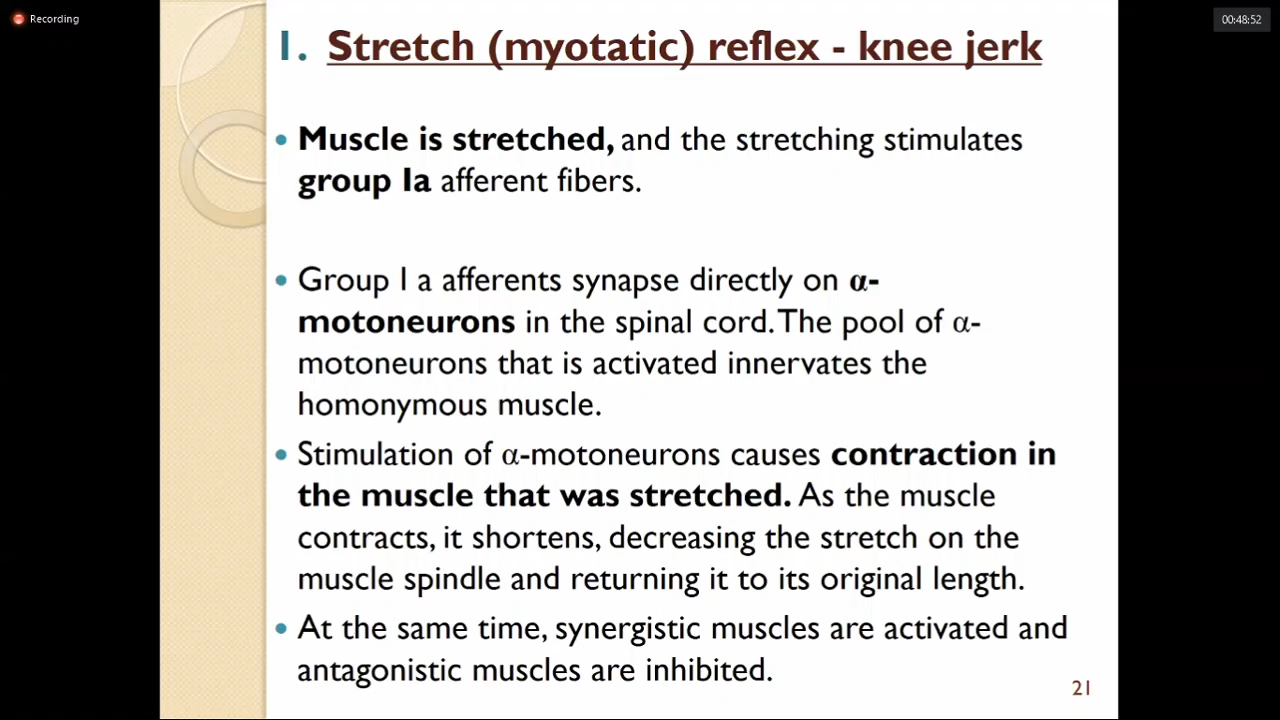 Recording
00:48:52
1. Stretch (myotatic) reflex - knee jerk
• Muscle is stretched, and the stretching stimulates
group Ia afferent fibers.
• Group I a afferents synapse directly on α-
motoneurons in the spinal cord. The pool of α-
motoneurons that is activated innervates the
homonymous muscle.
• Stimulation of α-motoneurons causes contraction in
the muscle that was stretched. As the muscle
contracts, it shortens, decreasing the stretch on the
muscle spindle and returning it to its original length.
• At the same time, synergistic muscles are activated and
antagonistic muscles are inhibited.
21